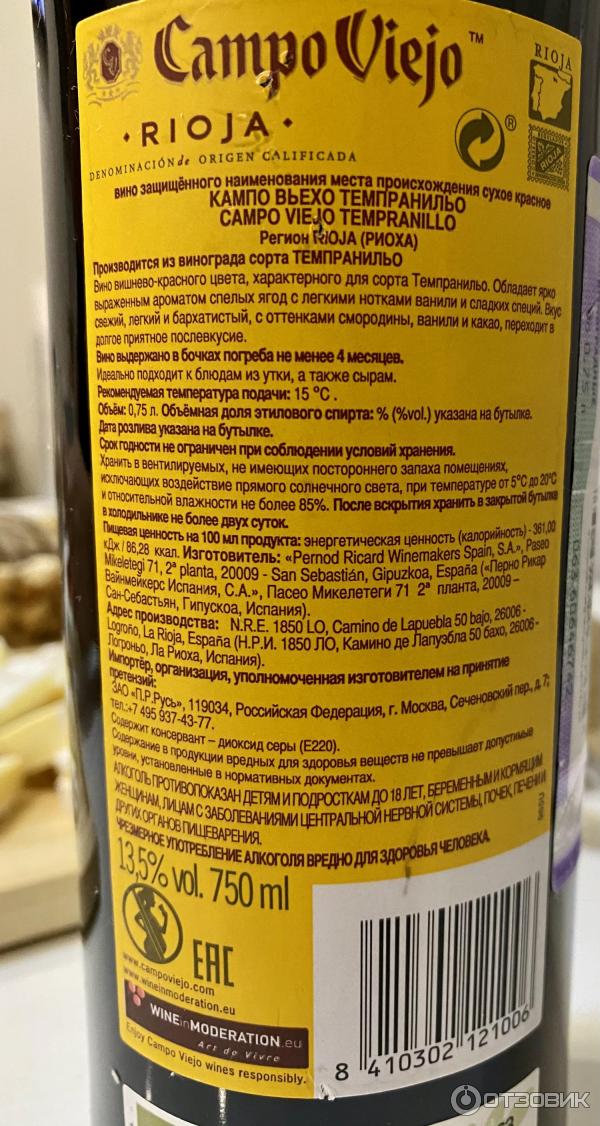 Campo Viejo™
RIOJA
·RIOJA·
DENOMINACIÓN de ORIGEN CALIFICADA
®
RIOJA
вино защищённого наименования места происхождения сухое красное
КАМПО ВЬЕХО ТЕМПРАНИЛЬО
CAMPO VIEJO TEMPRANILLO
Регион RIOJA (РИОХА)
Производится из винограда сорта ТЕМПРАНИЛЬО
Вино вишнево-красного цвета, характерного для сорта Темпранильо. Обладает ярко
выраженным ароматом спелых ягод с легкими нотками ванили и сладких специй. Вкус
свежий, легкий и бархатистый, с оттенками смородины, ванили и какао, переходит в
долгое приятное послевкусие.
Вино выдержано в бочках погреба не менее 4 месяцев.
Идеально подходит к блюдам из утки, а также сырам.
Рекомендуемая температура подачи: 15 °C .
Объём: 0,75 л. Объёмная доля этилового спирта: % (%vol.) указана на бутылке.
Дата розлива указана на бутылке.
Срок годности не ограничен при соблюдении условий хранения.
Хранить в вентилируемых, не имеющих постороннего запаха помещениях,
исключающих воздействие прямого солнечного света, при температуре от 5°C до 20°C
и относительной влажности не более 85%. После вскрытия хранить в закрытой бутылке
в холодильнике не более двух суток.
Пищевая ценность на 100 мл продукта: энергетическая ценность (калорийность) - 361,00
кДж / 86,28 ккал. Изготовитель: «Pernod Ricard Winemakers Spain, S.A.», Paseo
Mikeletegi 71, 2ª planta, 20009 - San Sebastián, Gipuzkoa, España («Перно Рикар
Вайнмейкерс Испания, С.А.», Пасео Микелетеги 71 2ª планта, 20009 –
Сан-Себастьян, Гипускоа, Испания).
Адрес производства: N.R.E. 1850 LO, Camino de Lapuebla 50 bajo, 26006 -
Logroño, La Rioja, España (Н.Р.И. 1850 ЛО, Камино де Лапуэбла 50 бахо, 26006 -
Логроньо, Ла Риоха, Испания).
Импортёр, организация, уполномоченная изготовителем на принятие
претензий:
ЗАО «П.Р.Русь», 119034, Российская Федерация, г. Москва, Сеченовский пер., д. 7;
тел.:+7 495 937-43-77.
Содержит консервант – диоксид серы (Е220).
Содержание в продукции вредных для здоровья веществ не превышает допустимые
уровни, установленные в нормативных документах.
АЛКОГОЛЬ ПРОТИВОПОКАЗАН ДЕТЯМ И ПОДРОСТКАМ ДО 18 ЛЕТ, БЕРЕМЕННЫМ И КОРМЯЩИМ
ЖЕНЩИНАМ, ЛИЦАМ С ЗАБОЛЕВАНИЯМИ ЦЕНТРАЛЬНОЙ НЕРВНОЙ СИСТЕМЫ, ПОЧЕК, ПЕЧЕНИ И
ДРУГИХ ОРГАНОВ ПИЩЕВАРЕНИЯ.
ЧРЕЗМЕРНОЕ УПОТРЕБЛЕНИЕ АЛКОГОЛЯ ВРЕДНО ДЛЯ ЗДОРОВЬЯ ЧЕЛОВЕКА.
13,5% vol. 750 ml
EAC
www.campoviejo.com
www.wineinmoderation.eu
WINEinMODERATION.eu
Art de Vivre
Enjoy Campo Viejo wines responsibly.
8 410302 121006
ОТЗОВИК